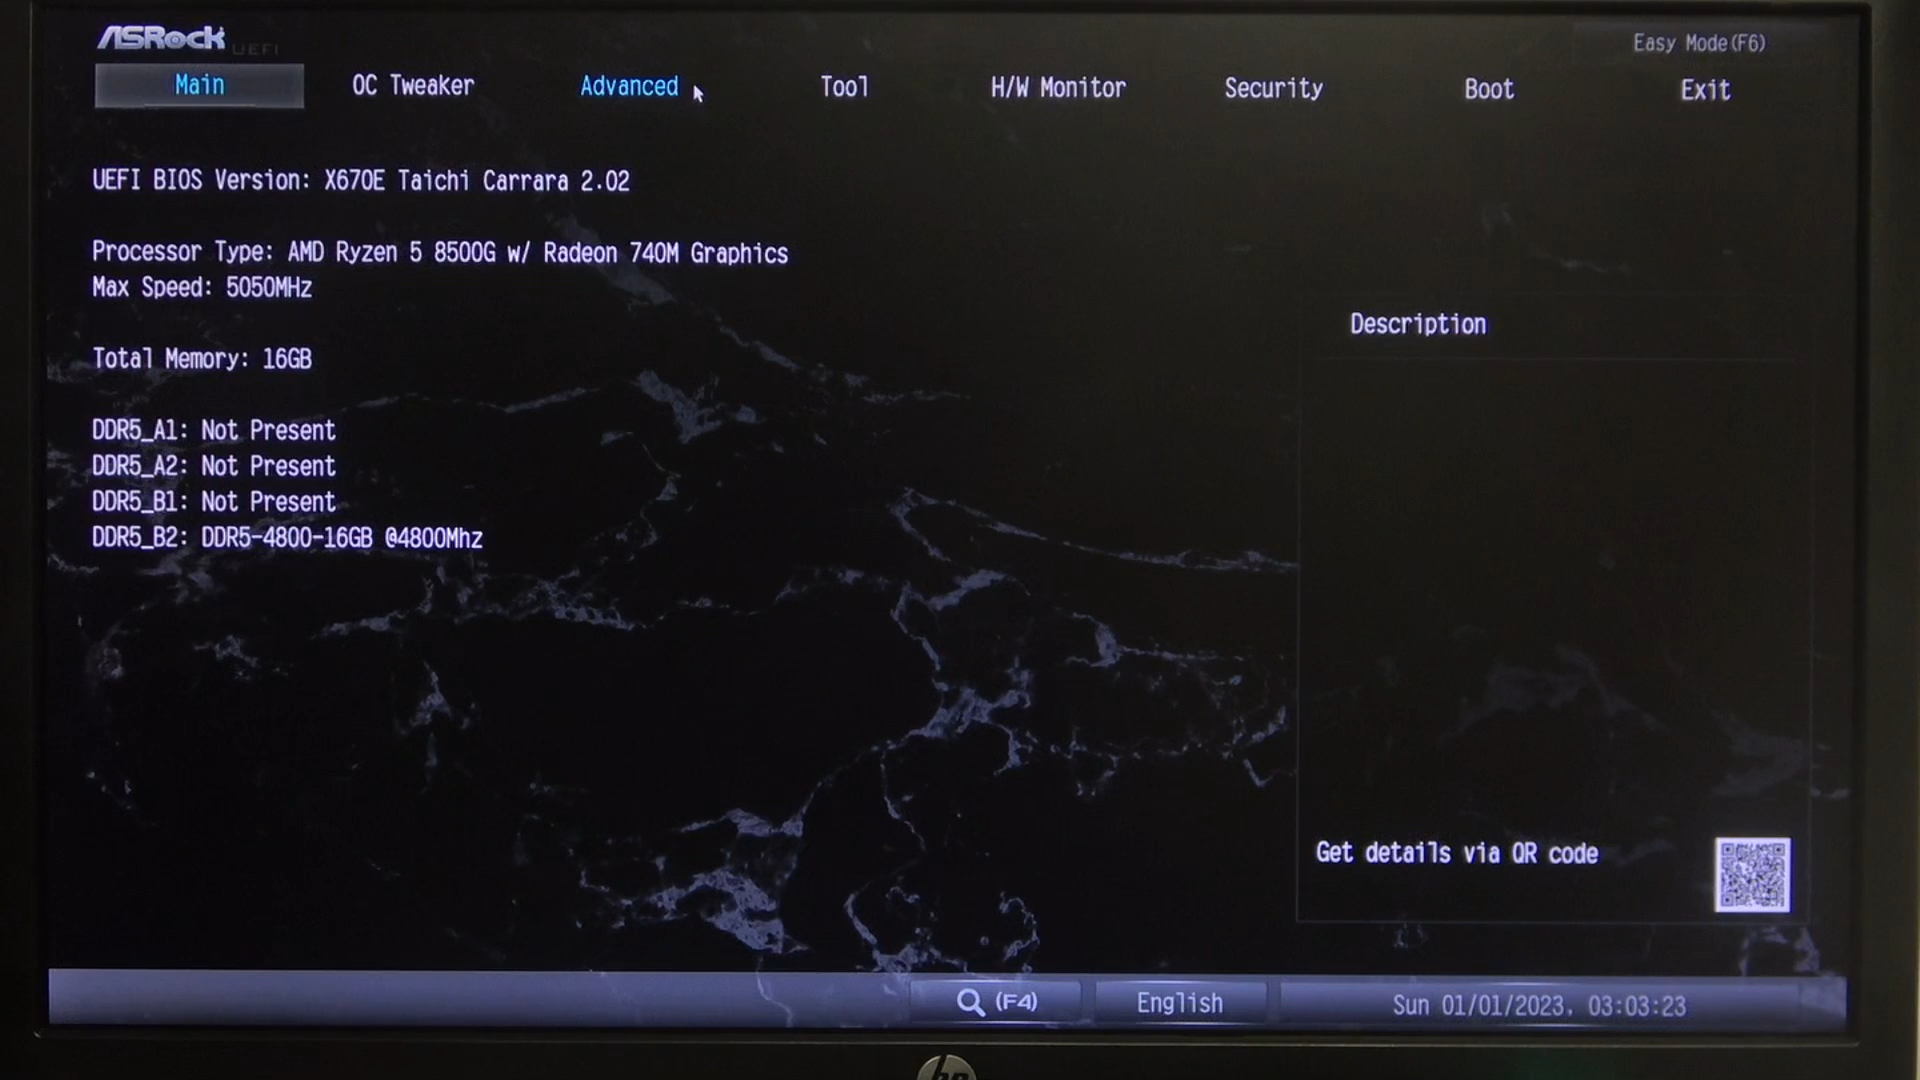 ASRock UEFI
Easy Mode(F6)
Main OC Tweaker Advanced Tool H/W Monitor Security Boot Exit
UEFI BIOS Version: X670E Taichi Carrara 2.02
Processor Type: AMD Ryzen 5 8500G w/ Radeon 740M Graphics
Max Speed: 5050MHz
Total Memory: 16GB
DDR5_A1: Not Present
DDR5_A2: Not Present
DDR5_B1: Not Present
DDR5_B2: DDR5-4800-16GB @4800Mhz
Description
Get details via QR code
(F4) English Sun 01/01/2023, 03:03:23
hp